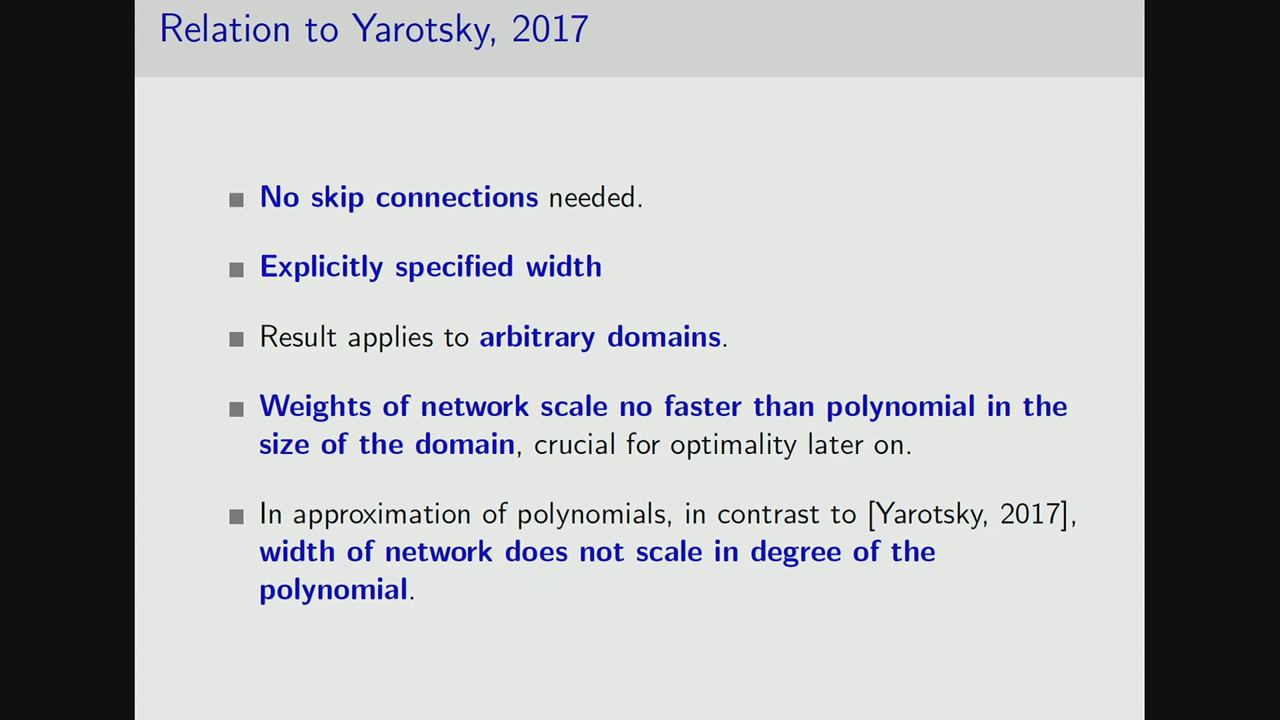 Relation to Yarotsky, 2017
No skip connections needed.
Explicitly specified width
Result applies to arbitrary domains.
Weights of network scale no faster than polynomial in the
size of the domain, crucial for optimality later on.
In approximation of polynomials, in contrast to [Yarotsky, 2017],
width of network does not scale in degree of the
polynomial.